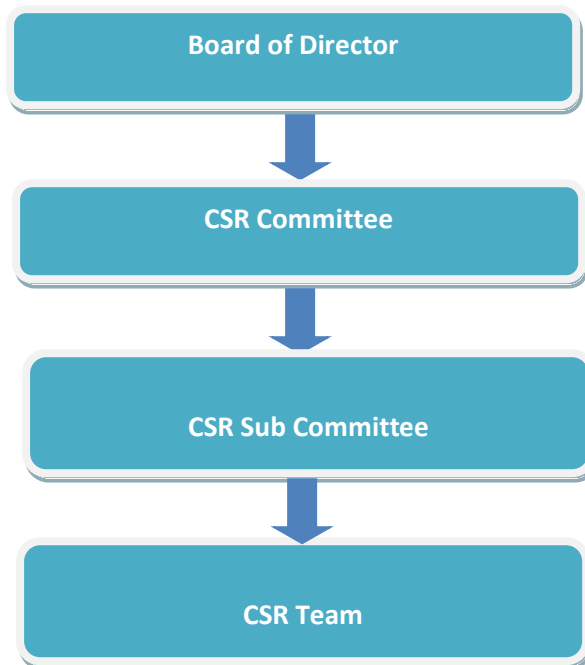 Board of Director
CSR Committee
CSR Sub Committee
CSR Team